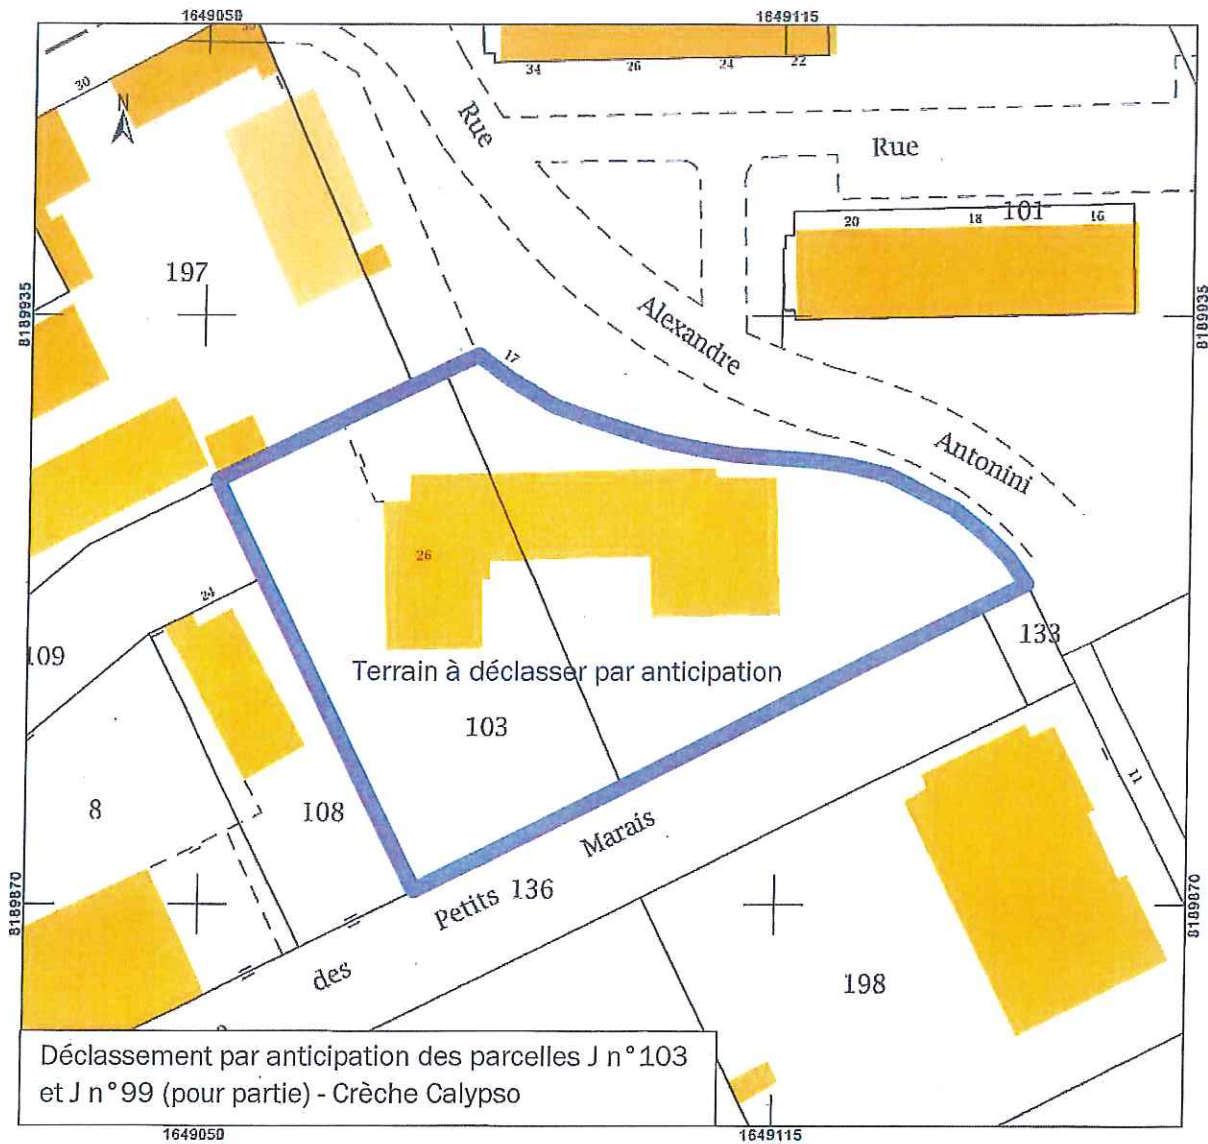 1649050
1649115
39
34
26
24
22
30
N
Rue
Rue
101
20
18
16
197
8189935
8189935
Alexandre
17
Antonini
26
24
109
133
Terrain à déclasser par anticipation
103
11
8
108
Marais
Petits
136
8189870
8189870
des
198
Déclassement par anticipation des parcelles J n°103
et J n°99 (pour partie) - Crèche Calypso
1649050
1649115